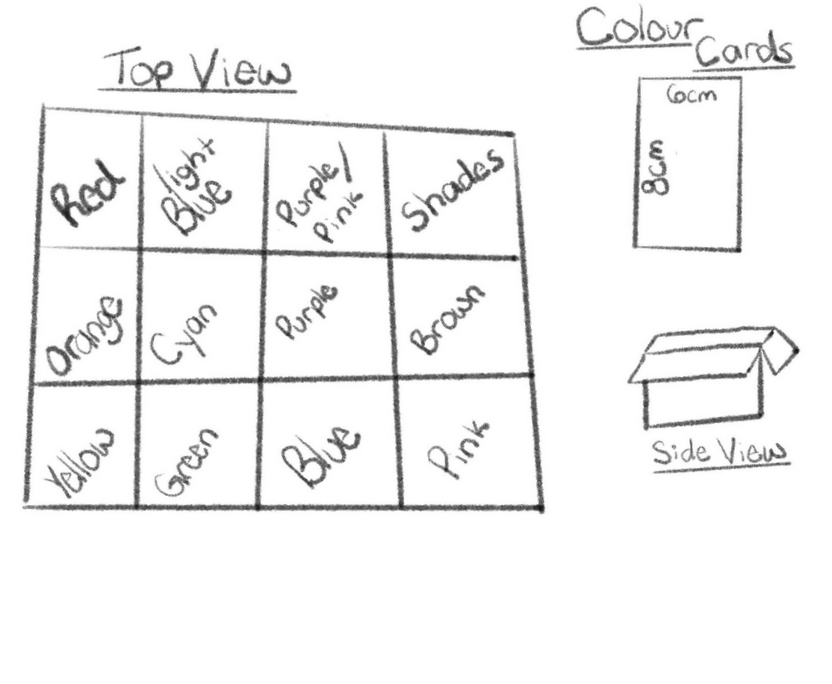 Top View
Colour
Cards
6cm
8cm
Red
light
Blue
Purple/
Pink
Shades
Orange
Cyan
Purple
Brown
Yellow
Green
Blue
Pink
Side View